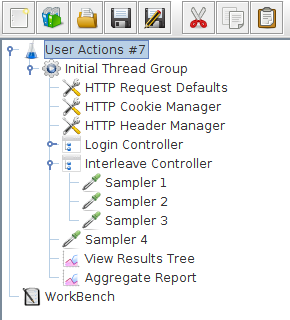 User Actions #7
Initial Thread Group
HTTP Request Defaults
HTTP Cookie Manager
HTTP Header Manager
Login Controller
Interleave Controller
Sampler 1
Sampler 2
Sampler 3
Sampler 4
View Results Tree
Aggregate Report
WorkBench